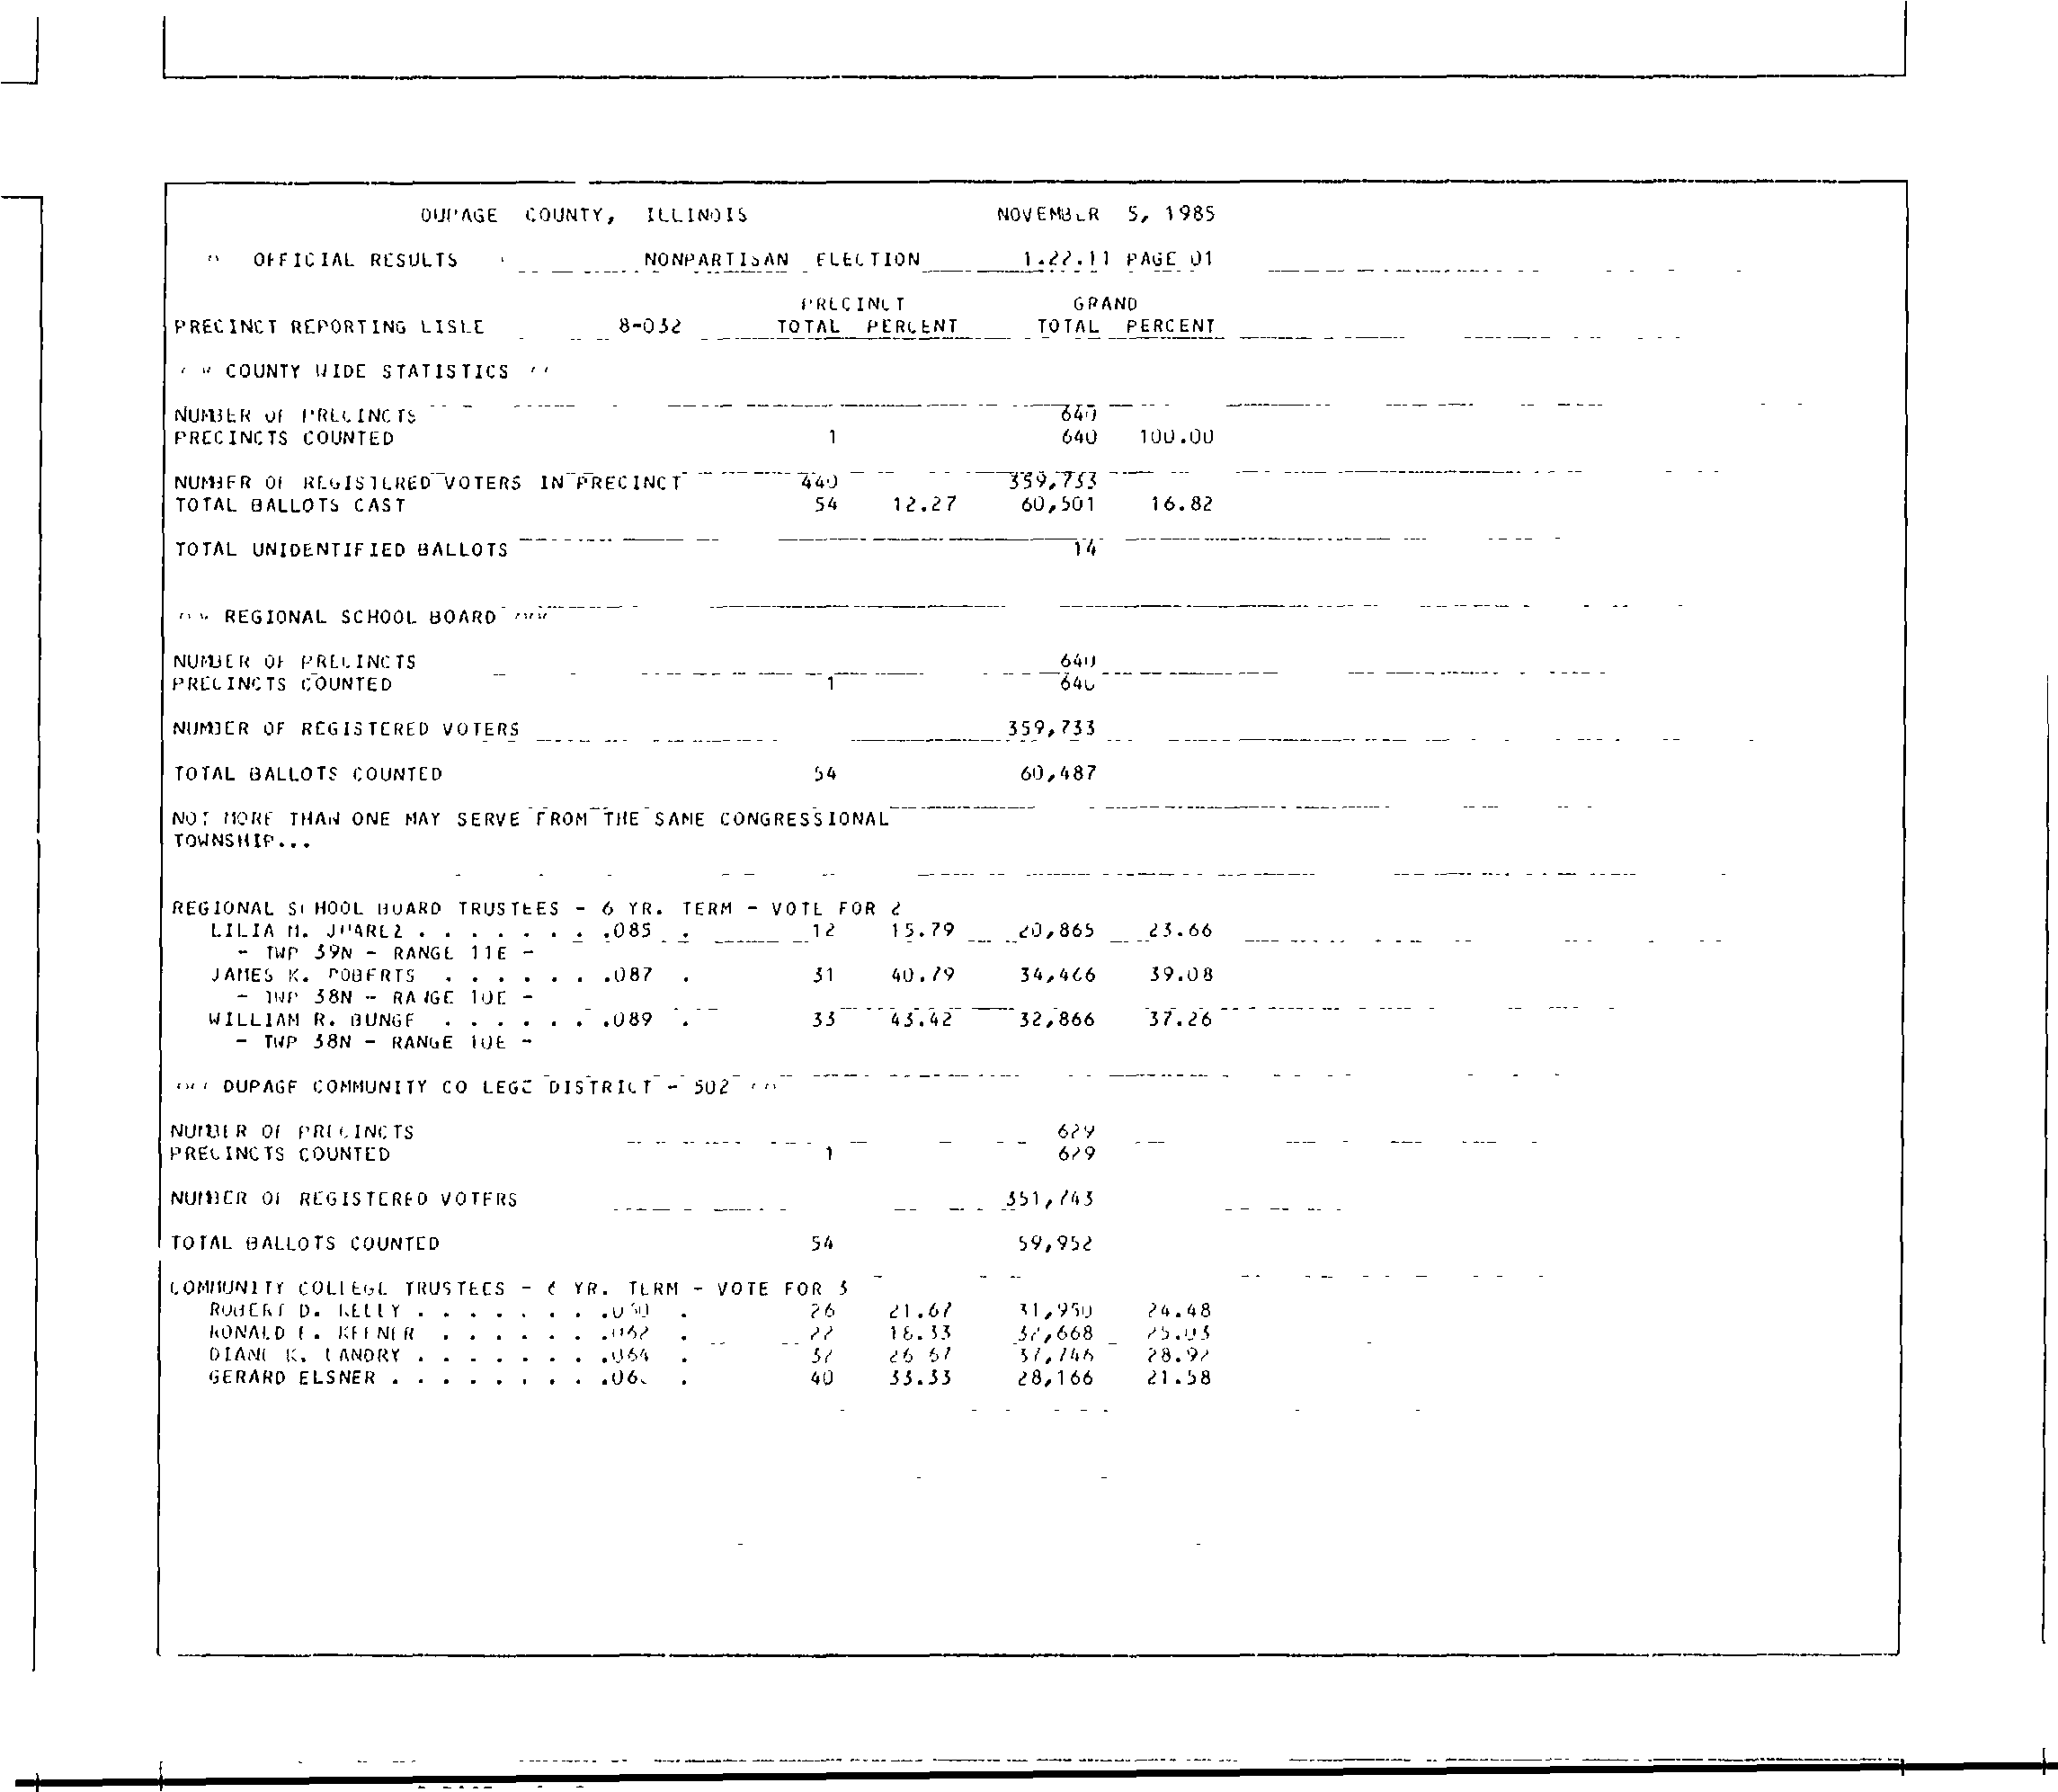 DUPAGE COUNTY, ILLINOIS NOVEMBER 5, 1985
OFFICIAL RESULTS NONPARTISAN ELECTION 1.22.11 PAGE 01
PRECINCT GRAND
PRECINCT REPORTING LISLE 8-032 TOTAL PERCENT TOTAL PERCENT
COUNTY WIDE STATISTICS
NUMBER OF PRECINCTS 640
PRECINCTS COUNTED 1 640 100.00
NUMBER OF REGISTERED VOTERS IN PRECINCT 440 359,733
TOTAL BALLOTS CAST 54 12.27 60,501 16.82
TOTAL UNIDENTIFIED BALLOTS 14
REGIONAL SCHOOL BOARD
NUMBER OF PRECINCTS 640
PRECINCTS COUNTED 1 640
NUMBER OF REGISTERED VOTERS 359,733
TOTAL BALLOTS COUNTED 54 60,487
NOT MORE THAN ONE MAY SERVE FROM THE SAME CONGRESSIONAL
TOWNSHIP...
REGIONAL SCHOOL BOARD TRUSTEES - 6 YR. TERM - VOTE FOR 2
LILIA M. JUAREZ . . . . . . . .085 . 12 15.79 20,865 23.66
- TWP 39N - RANGE 11E -
JAMES K. ROBERTS . . . . . . .087 . 31 40.79 34,466 39.08
- TWP 38N - RANGE 10E -
WILLIAM R. BUNGE . . . . . . .089 . 33 43.42 32,866 37.26
- TWP 38N - RANGE 10E -
DUPAGE COMMUNITY CO LEGE DISTRICT - 502
NUMBER OF PRECINCTS 629
PRECINCTS COUNTED 1 629
NUMBER OF REGISTERED VOTERS 351,743
TOTAL BALLOTS COUNTED 54 59,952
COMMUNITY COLLEGE TRUSTEES - 6 YR. TERM - VOTE FOR 3
ROBERT D. KELLY . . . . . . . . 26 21.67 31,950 24.48
RONALD E. KEENER . . . . . . .062 . 22 18.33 32,668 25.03
DIANE K. LANDRY . . . . . . . .064 . 32 26 67 37,746 28.92
GERARD ELSNER . . . . . . . . . 40 33.33 28,166 21.58